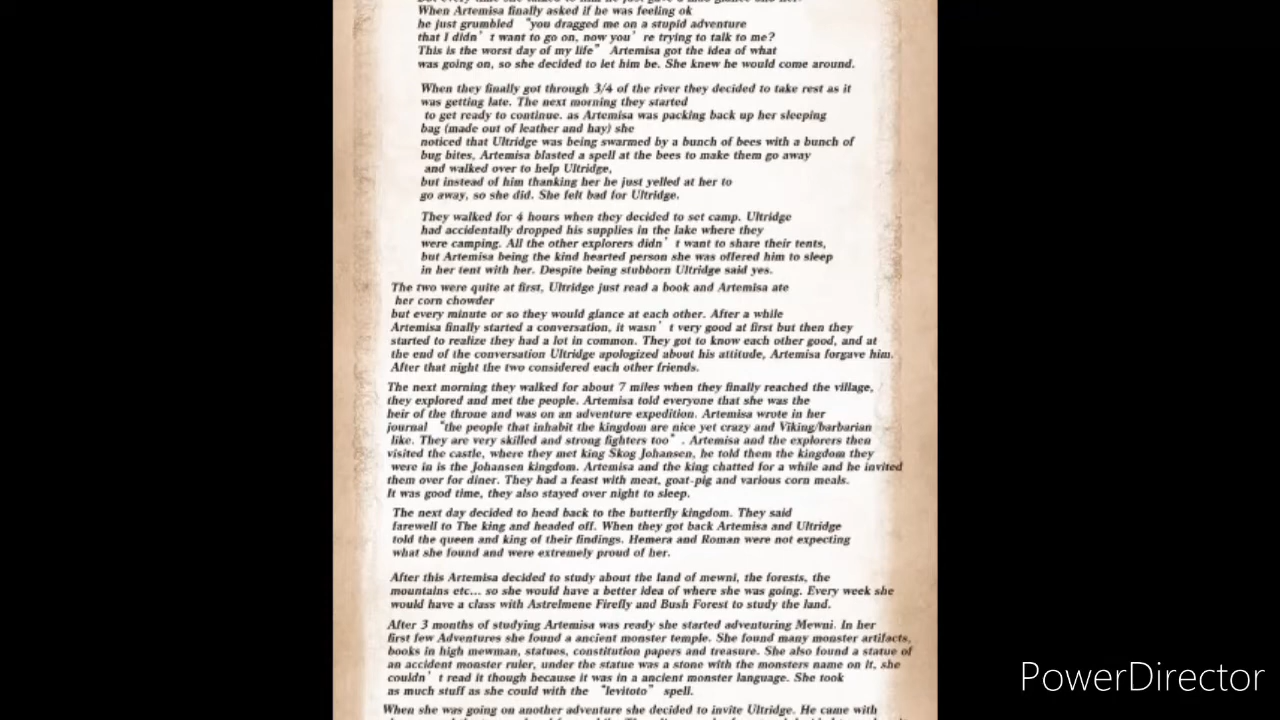 When Artemisa finally asked if he was feeling ok
he just grumbled "you dragged me on a stupid adventure
that I didn't want to go on, now you're trying to talk to me?
This is the worst day of my life" Artemisa got the idea of what
was going on, so she decided to let him be. She knew he would come around.
When they finally got through 3/4 of the river they decided to take rest as it
was getting late. The next morning they started
to get ready to continue. as Artemisa was packing back up her sleeping
bag (made out of leather and hay) she
noticed that Ultridge was being swarmed by a bunch of bees with a bunch of
bug bites, Artemisa blasted a spell at the bees to make them go away
and walked over to help Ultridge,
but instead of him thanking her he just yelled at her to
go away, so she did. She felt bad for Ultridge.
They walked for 4 hours when they decided to set camp. Ultridge
had accidentally dropped his supplies in the lake where they
were camping. All the other explorers didn't want to share their tents,
but Artemisa being the kind hearted person she was offered him to sleep
in her tent with her. Despite being stubborn Ultridge said yes.
The two were quite at first, Ultridge just read a book and Artemisa ate
her corn chowder
but every minute or so they would glance at each other. After a while
Artemisa finally started a conversation, it wasn't very good at first but then they
started to realize they had a lot in common. They got to know each other good, and at
the end of the conversation Ultridge apologized about his attitude, Artemisa forgave him.
After that night the two considered each other friends.
The next morning they walked for about 7 miles when they finally reached the village,
they explored and met the people. Artemisa told everyone that she was the
heir of the throne and was on an adventure expedition. Artemisa wrote in her
journal "the people that inhabit the kingdom are nice yet crazy and Viking/barbarian
like. They are very skilled and strong fighters too". Artemisa and the explorers then
visited the castle, where they met king Skog Johansen, he told them the kingdom they
were in is the Johansen kingdom. Artemisa and the king chatted for a while and he invited
them over for diner. They had a feast with meat, goat-pig and various corn meals.
It was good time, they also stayed over night to sleep.
The next day decided to head back to the butterfly kingdom. They said
farewell to The king and headed off. When they got back Artemisa and Ultridge
told the queen and king of their findings. Hemera and Roman were not expecting
what she found and were extremely proud of her.
After this Artemisa decided to study about the land of mewni, the forests, the
mountains etc... so she would have a better idea of where she was going. Every week she
would have a class with Astrelmene Firefly and Bush Forest to study the land.
After 3 months of studying Artemisa was ready she started adventuring Mewni. In her
first few Adventures she found a ancient monster temple. She found many monster artifacts,
books in high mewman, statues, constitution papers and treasure. She also found a statue of
an accident monster ruler, under the statue was a stone with the monsters name on it, she
couldn't read it though because it was in a ancient monster language. She took
as much stuff as she could with the "levitoto" spell.
When she was going on another adventure she decided to invite Ultridge. He came with
PowerDirector